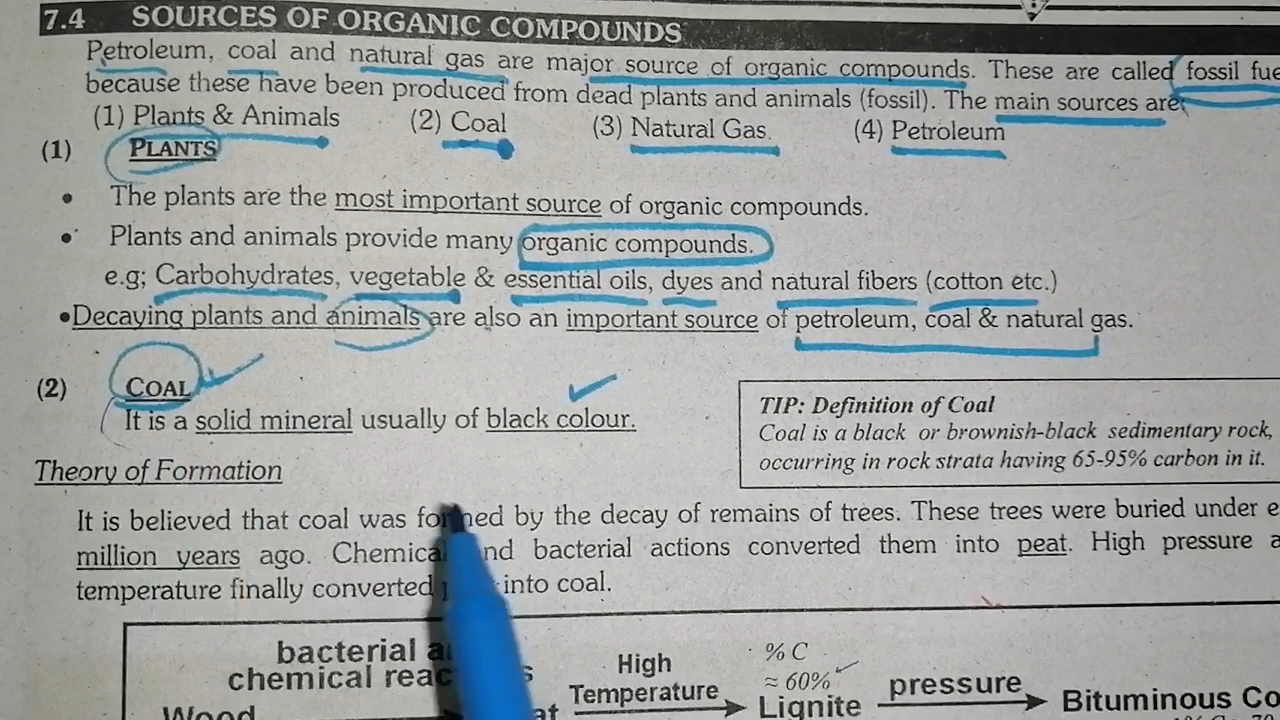 7.4 SOURCES OF ORGANIC COMPOUNDS
Petroleum, coal and natural gas are major source of organic compounds. These are called fossil fue
because these have been produced from dead plants and animals (fossil). The main sources are;
(1) Plants & Animals (2) Coal (3) Natural Gas. (4) Petroleum
(1) PLANTS
• The plants are the most important source of organic compounds.
• Plants and animals provide many organic compounds.
e.g; Carbohydrates, vegetable & essential oils, dyes and natural fibers (cotton etc.)
•Decaying plants and animals are also an important source of petroleum, coal & natural gas.
(2) COAL
It is a solid mineral usually of black colour.
TIP: Definition of Coal
Coal is a black or brownish-black sedimentary rock,
occurring in rock strata having 65-95% carbon in it.
Theory of Formation
It is believed that coal was formed by the decay of remains of trees. These trees were buried under e
million years ago. Chemica nd bacterial actions converted them into peat. High pressure a
temperature finally converted into coal.
bacterial a
chemical reac s
High
Temperature
% C
≈ 60%
Wood at Lignite pressure Bituminous Co